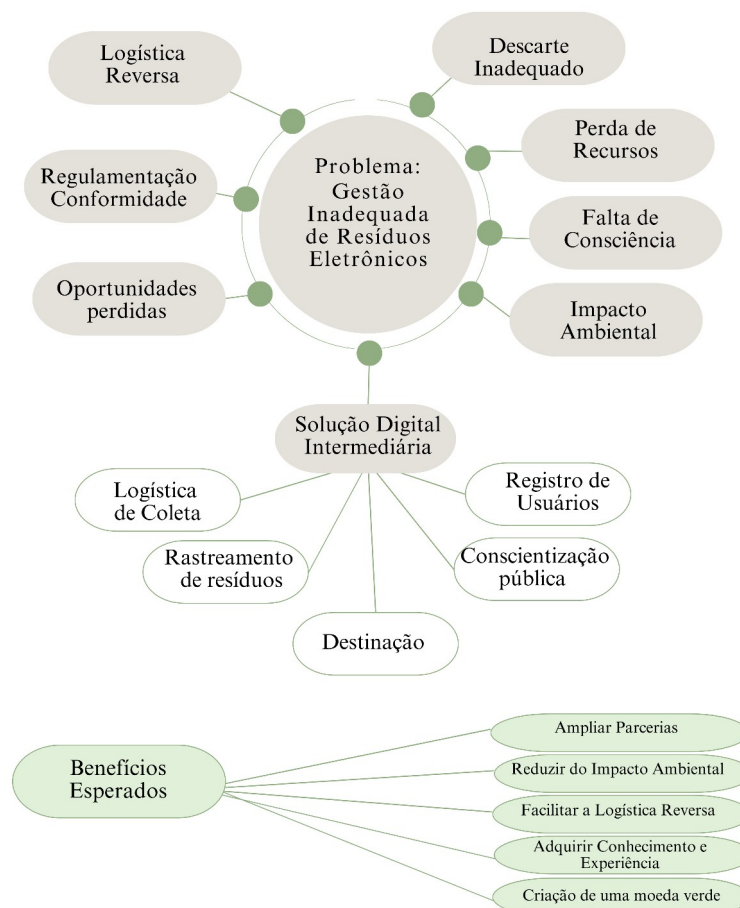 Logística
Reversa
Descarte
Inadequado
Problema:
Gestão
Inadequada
de Resíduos
Eletrônicos
Perda de
Recursos
Regulamentação
Conformidade
Falta de
Consciência
Oportunidades
perdidas
Impacto
Ambiental
Solução Digital
Intermediária
Logística
de Coleta
Registro de
Usuários
Rastreamento
de resíduos
Conscientização
pública
Destinação
Benefícios
Esperados
Ampliar Parcerias
Reduzir do Impacto Ambiental
Facilitar a Logística Reversa
Adquirir Conhecimento e
Experiência
Criação de uma moeda verde